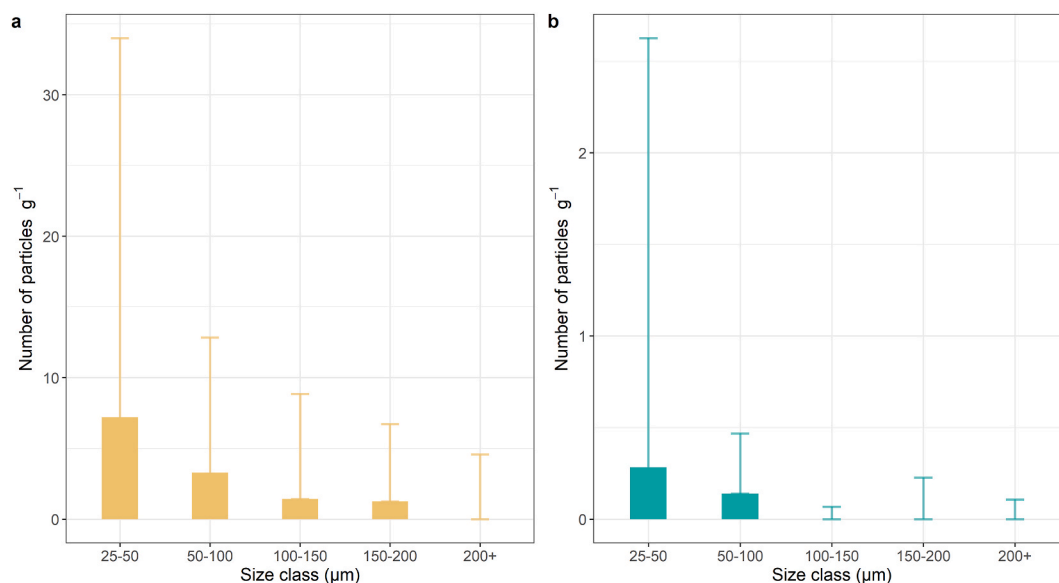 a
Number of particles g⁻¹
30
20
10
0
25-50 50-100 100-150 150-200 200+
Size class (µm)
b
Number of particles g⁻¹
2
1
0
25-50 50-100 100-150 150-200 200+
Size class (µm)